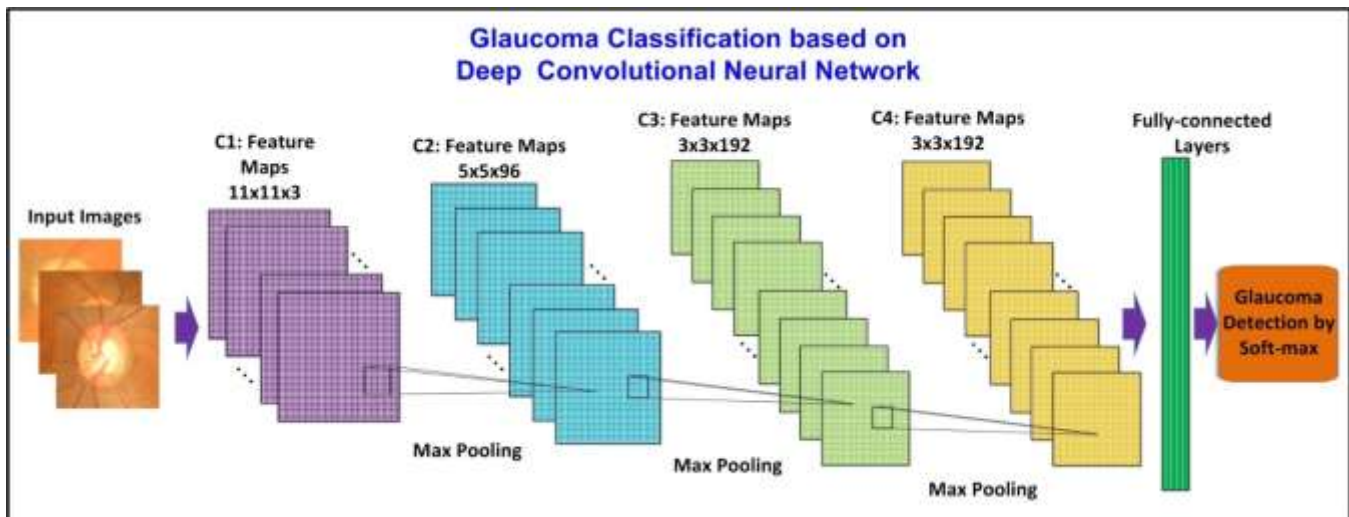 Glaucoma Classification based on
Deep Convolutional Neural Network
Input Images
C1: Feature
Maps
11x11x3
C2: Feature Maps
5x5x96
C3: Feature Maps
3x3x192
C4: Feature Maps
3x3x192
Fully-connected
Layers
Glaucoma
Detection by
Soft-max
Max Pooling
Max Pooling
Max Pooling